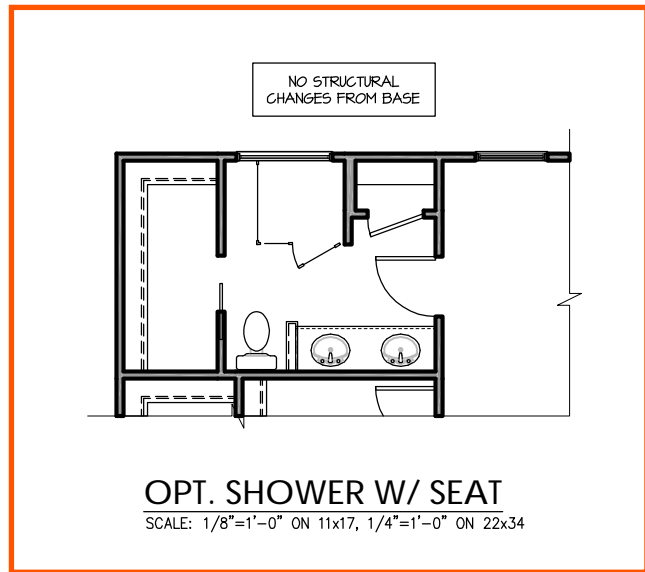 NO STRUCTURAL
CHANGES FROM BASE
OPT. SHOWER W/ SEAT
SCALE: 1/8"=1'-0" ON 11x17, 1/4"=1'-0" ON 22x34